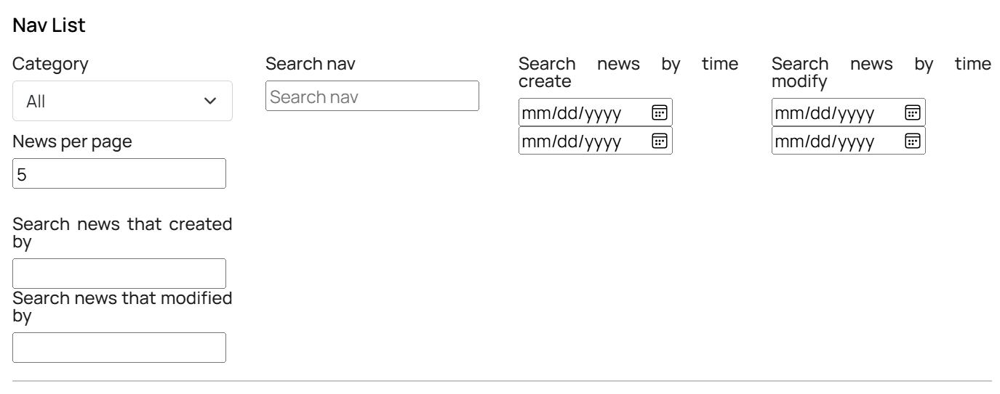 Nav List
Category
All
News per page
5
Search news that created
by
Search news that modified
by
Search nav
Search nav
Search news by time
create
mm/dd/yyyy
mm/dd/yyyy
Search news by time
modify
mm/dd/yyyy
mm/dd/yyyy